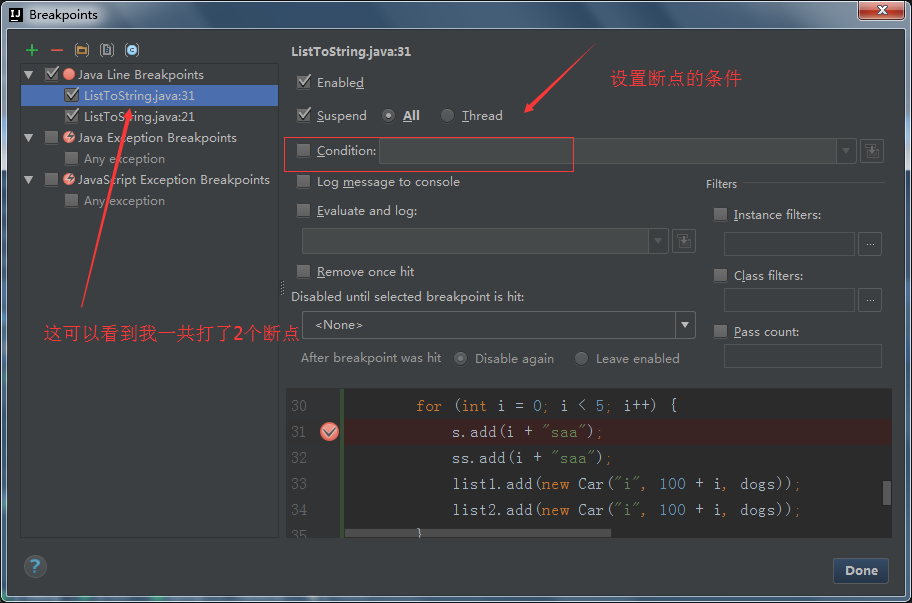 Breakpoints
Java Line Breakpoints
ListToString.java:31
ListToString.java:21
Java Exception Breakpoints
Any exception
JavaScript Exception Breakpoints
Any exception
这可以看到我一共打了2个断点
ListToString.java:31
设置断点的条件
Enabled
Suspend All Thread
Condition:
Log message to console
Evaluate and log:
Remove once hit
Disabled until selected breakpoint is hit:
<None>
After breakpoint was hit Disable again Leave enabled
Filters
Instance filters:
...
Class filters:
...
Pass count:
30 for (int i = 0; i < 5; i++) {
31 s.add(i + "saa");
32 ss.add(i + "saa");
33 list1.add(new Car("i", 100 + i, dogs));
34 list2.add(new Car("i", 100 + i, dogs));
35 }
?
Done